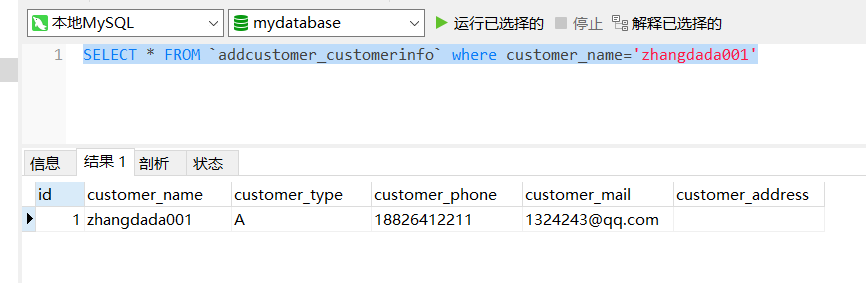 本地MySQL mydatabase 运行已选择的 停止 解释已选择的
1 SELECT * FROM `addcustomer_customerinfo` where customer_name='zhangdada001'
信息 结果 1 剖析 状态
id customer_name customer_type customer_phone customer_mail customer_address
1 zhangdada001 A 18826412211 1324243@qq.com